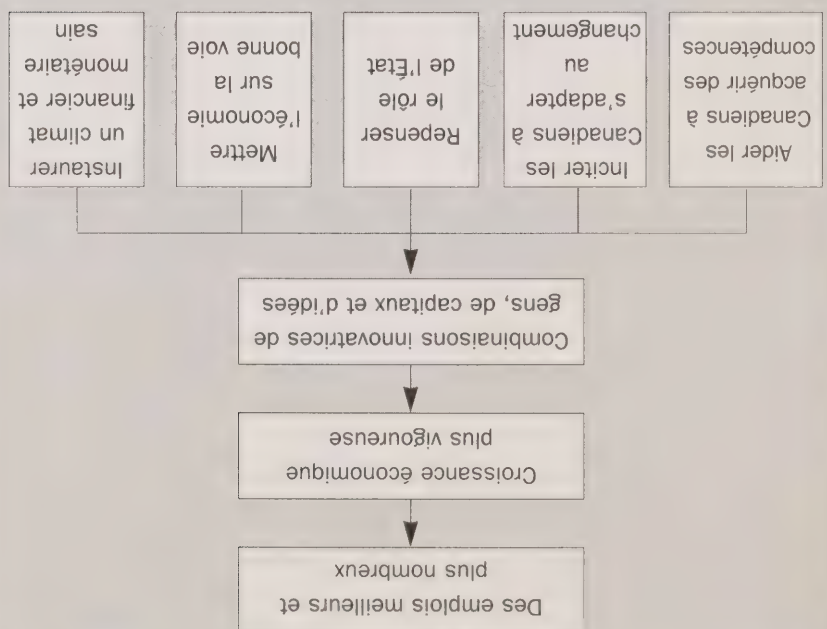 Des emplois meilleurs et
plus nombreux
Croissance économique
plus vigoureuse
Combinaisons innovatrices de
gens, de capitaux et d'idées
Aider les
Canadiens à
acquérir des
compétences
Inciter les
Canadiens à
s'adapter
au
changement
Repenser
le rôle
de l'État
Mettre
l'économie
sur la
bonne voie
Instaurer
un climat
financier et
monétaire
sain